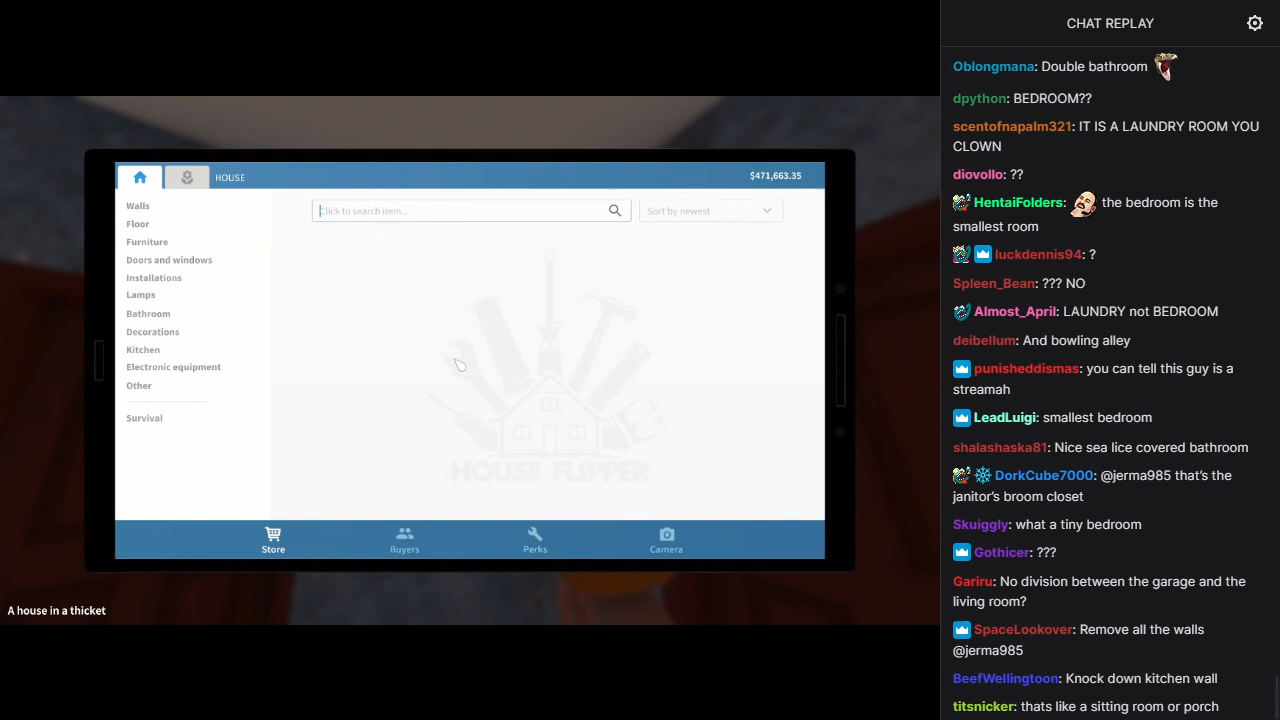 HOUSE
$471,663.35
Walls
Floor
Furniture
Doors and windows
Installations
Lamps
Bathroom
Decorations
Kitchen
Electronic equipment
Other
Survival
Click to search item...
Sort by newest
HOUSE FLIPPER
Store
Buyers
Perks
Camera
A house in a thicket
CHAT REPLAY
Oblongmana: Double bathroom
dpython: BEDROOM??
scentofnapalm321: IT IS A LAUNDRY ROOM YOU
CLOWN
diovollo: ??
HentaiFolders: the bedroom is the
smallest room
luckdennis94: ?
Spleen_Bean: ??? NO
Almost_April: LAUNDRY not BEDROOM
deibellum: And bowling alley
punisheddismas: you can tell this guy is a
streamah
LeadLuigi: smallest bedroom
shalashaska81: Nice sea lice covered bathroom
DorkCube7000: @jerma985 that's the
janitor's broom closet
Skuiggly: what a tiny bedroom
Gothicer: ???
Gariru: No division between the garage and the
living room?
SpaceLookover: Remove all the walls
@jerma985
BeefWellingtoon: Knock down kitchen wall
titsnicker: thats like a sitting room or porch